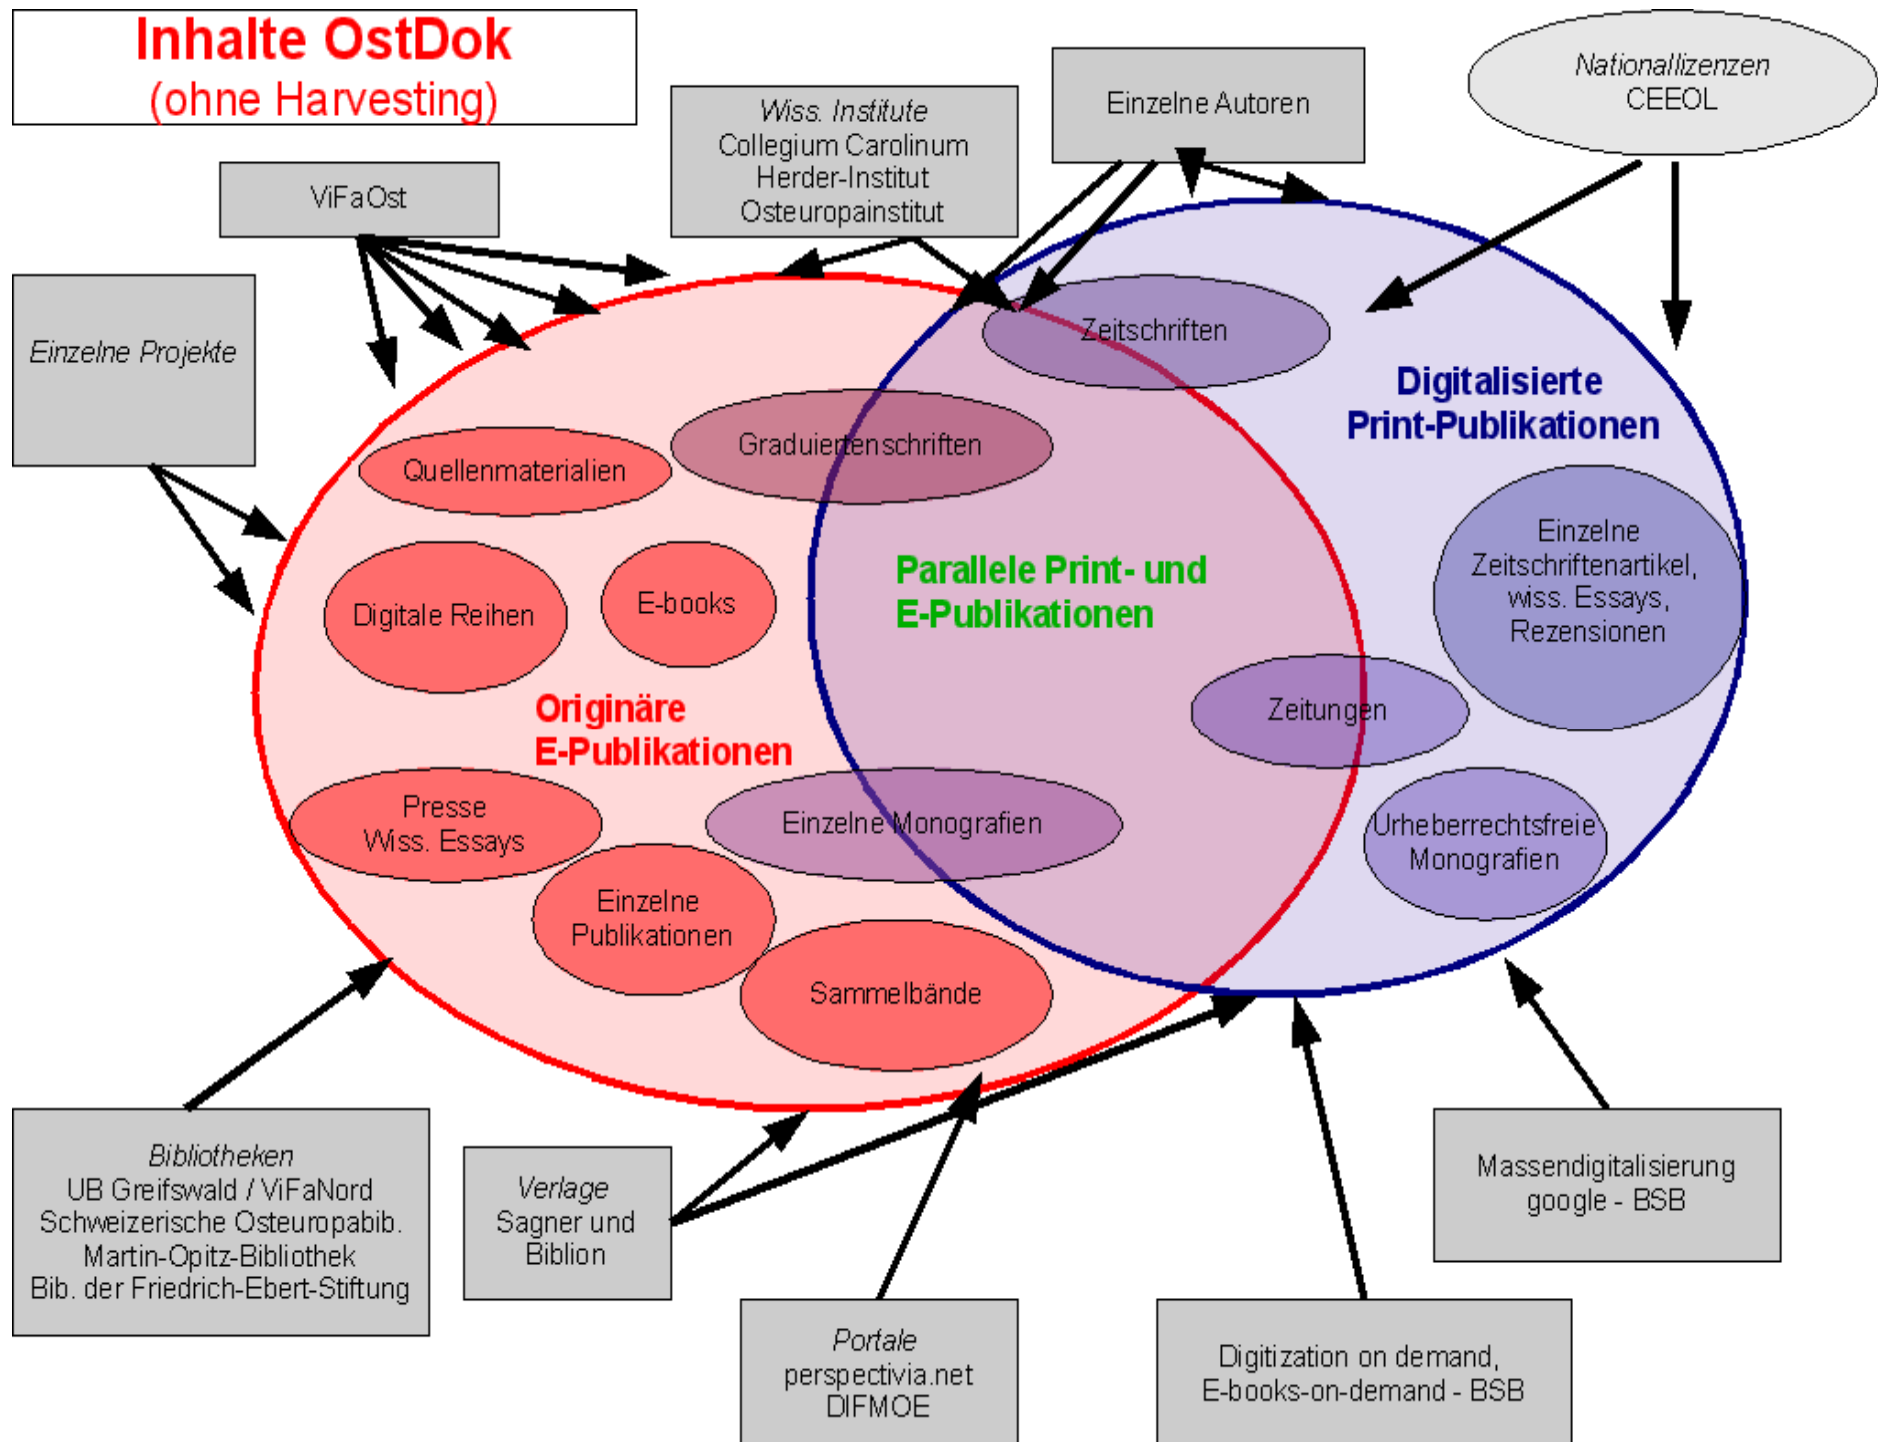 Inhalte OstDok
(ohne Harvesting)
Nationallizenzen
CEEOL
Einzelne Autoren
Wiss. Institute
Collegium Carolinum
Herder-Institut
Osteuropainstitut
ViFaOst
Einzelne Projekte
Zeitschriften
Digitalisierte
Print-Publikationen
Graduiertenschriften
Quellenmaterialien
Einzelne
Zeitschriftenartikel,
wiss. Essays,
Rezensionen
Parallele Print- und
E-Publikationen
Digitale Reihen
E-books
Originäre
E-Publikationen
Zeitungen
Presse
Wiss. Essays
Einzelne Monografien
Urheberrechtsfreie
Monografien
Einzelne
Publikationen
Sammelbände
Bibliotheken
UB Greifswald / ViFaNord
Schweizerische Osteuropabib.
Martin-Opitz-Bibliothek
Bib. der Friedrich-Ebert-Stiftung
Verlage
Sagner und
Biblion
Massendigitalisierung
google - BSB
Portale
perspectivia.net
DIFMOE
Digitization on demand,
E-books-on-demand - BSB